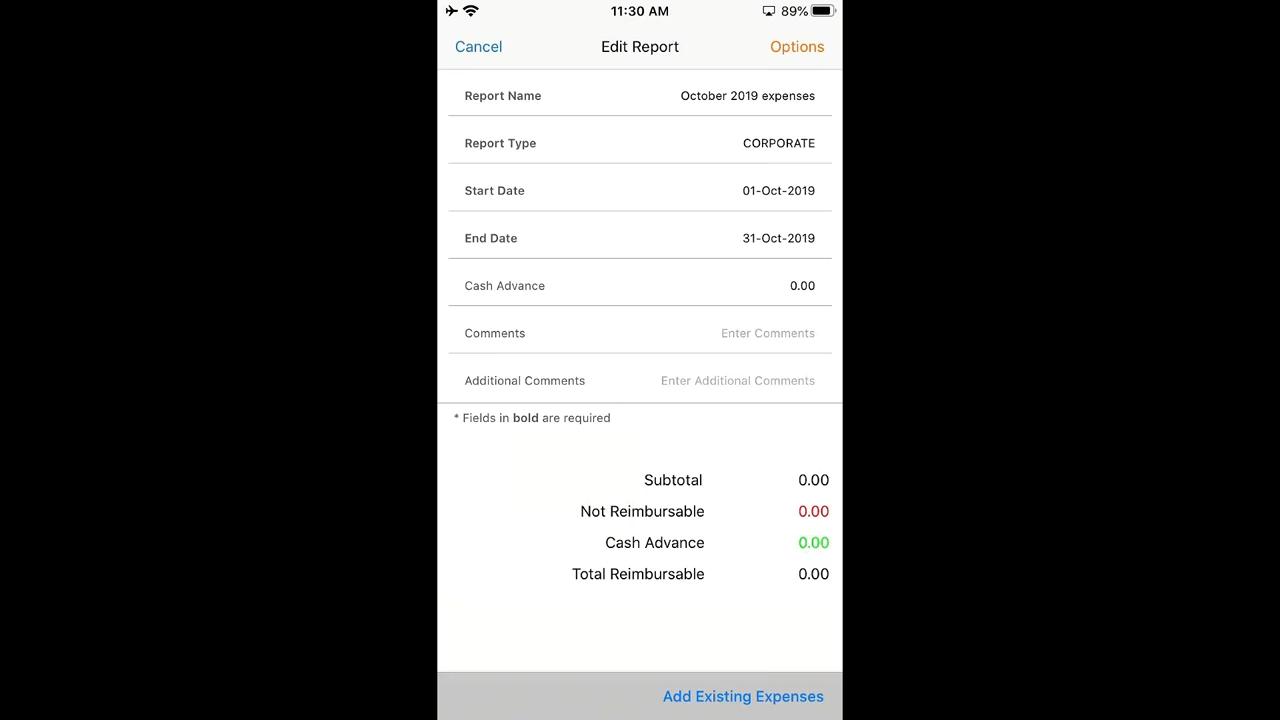 11:30 AM 89%
Cancel Edit Report Options
Report Name October 2019 expenses
Report Type CORPORATE
Start Date 01-Oct-2019
End Date 31-Oct-2019
Cash Advance 0.00
Comments Enter Comments
Additional Comments Enter Additional Comments
* Fields in bold are required
Subtotal 0.00
Not Reimbursable 0.00
Cash Advance 0.00
Total Reimbursable 0.00
Add Existing Expenses